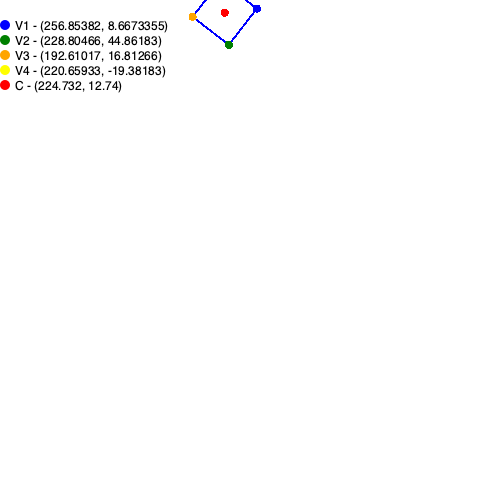 V1 - (256.85382, 8.6673355)
V2 - (228.80466, 44.86183)
V3 - (192.61017, 16.81266)
V4 - (220.65933, -19.38183)
C - (224.732, 12.74)